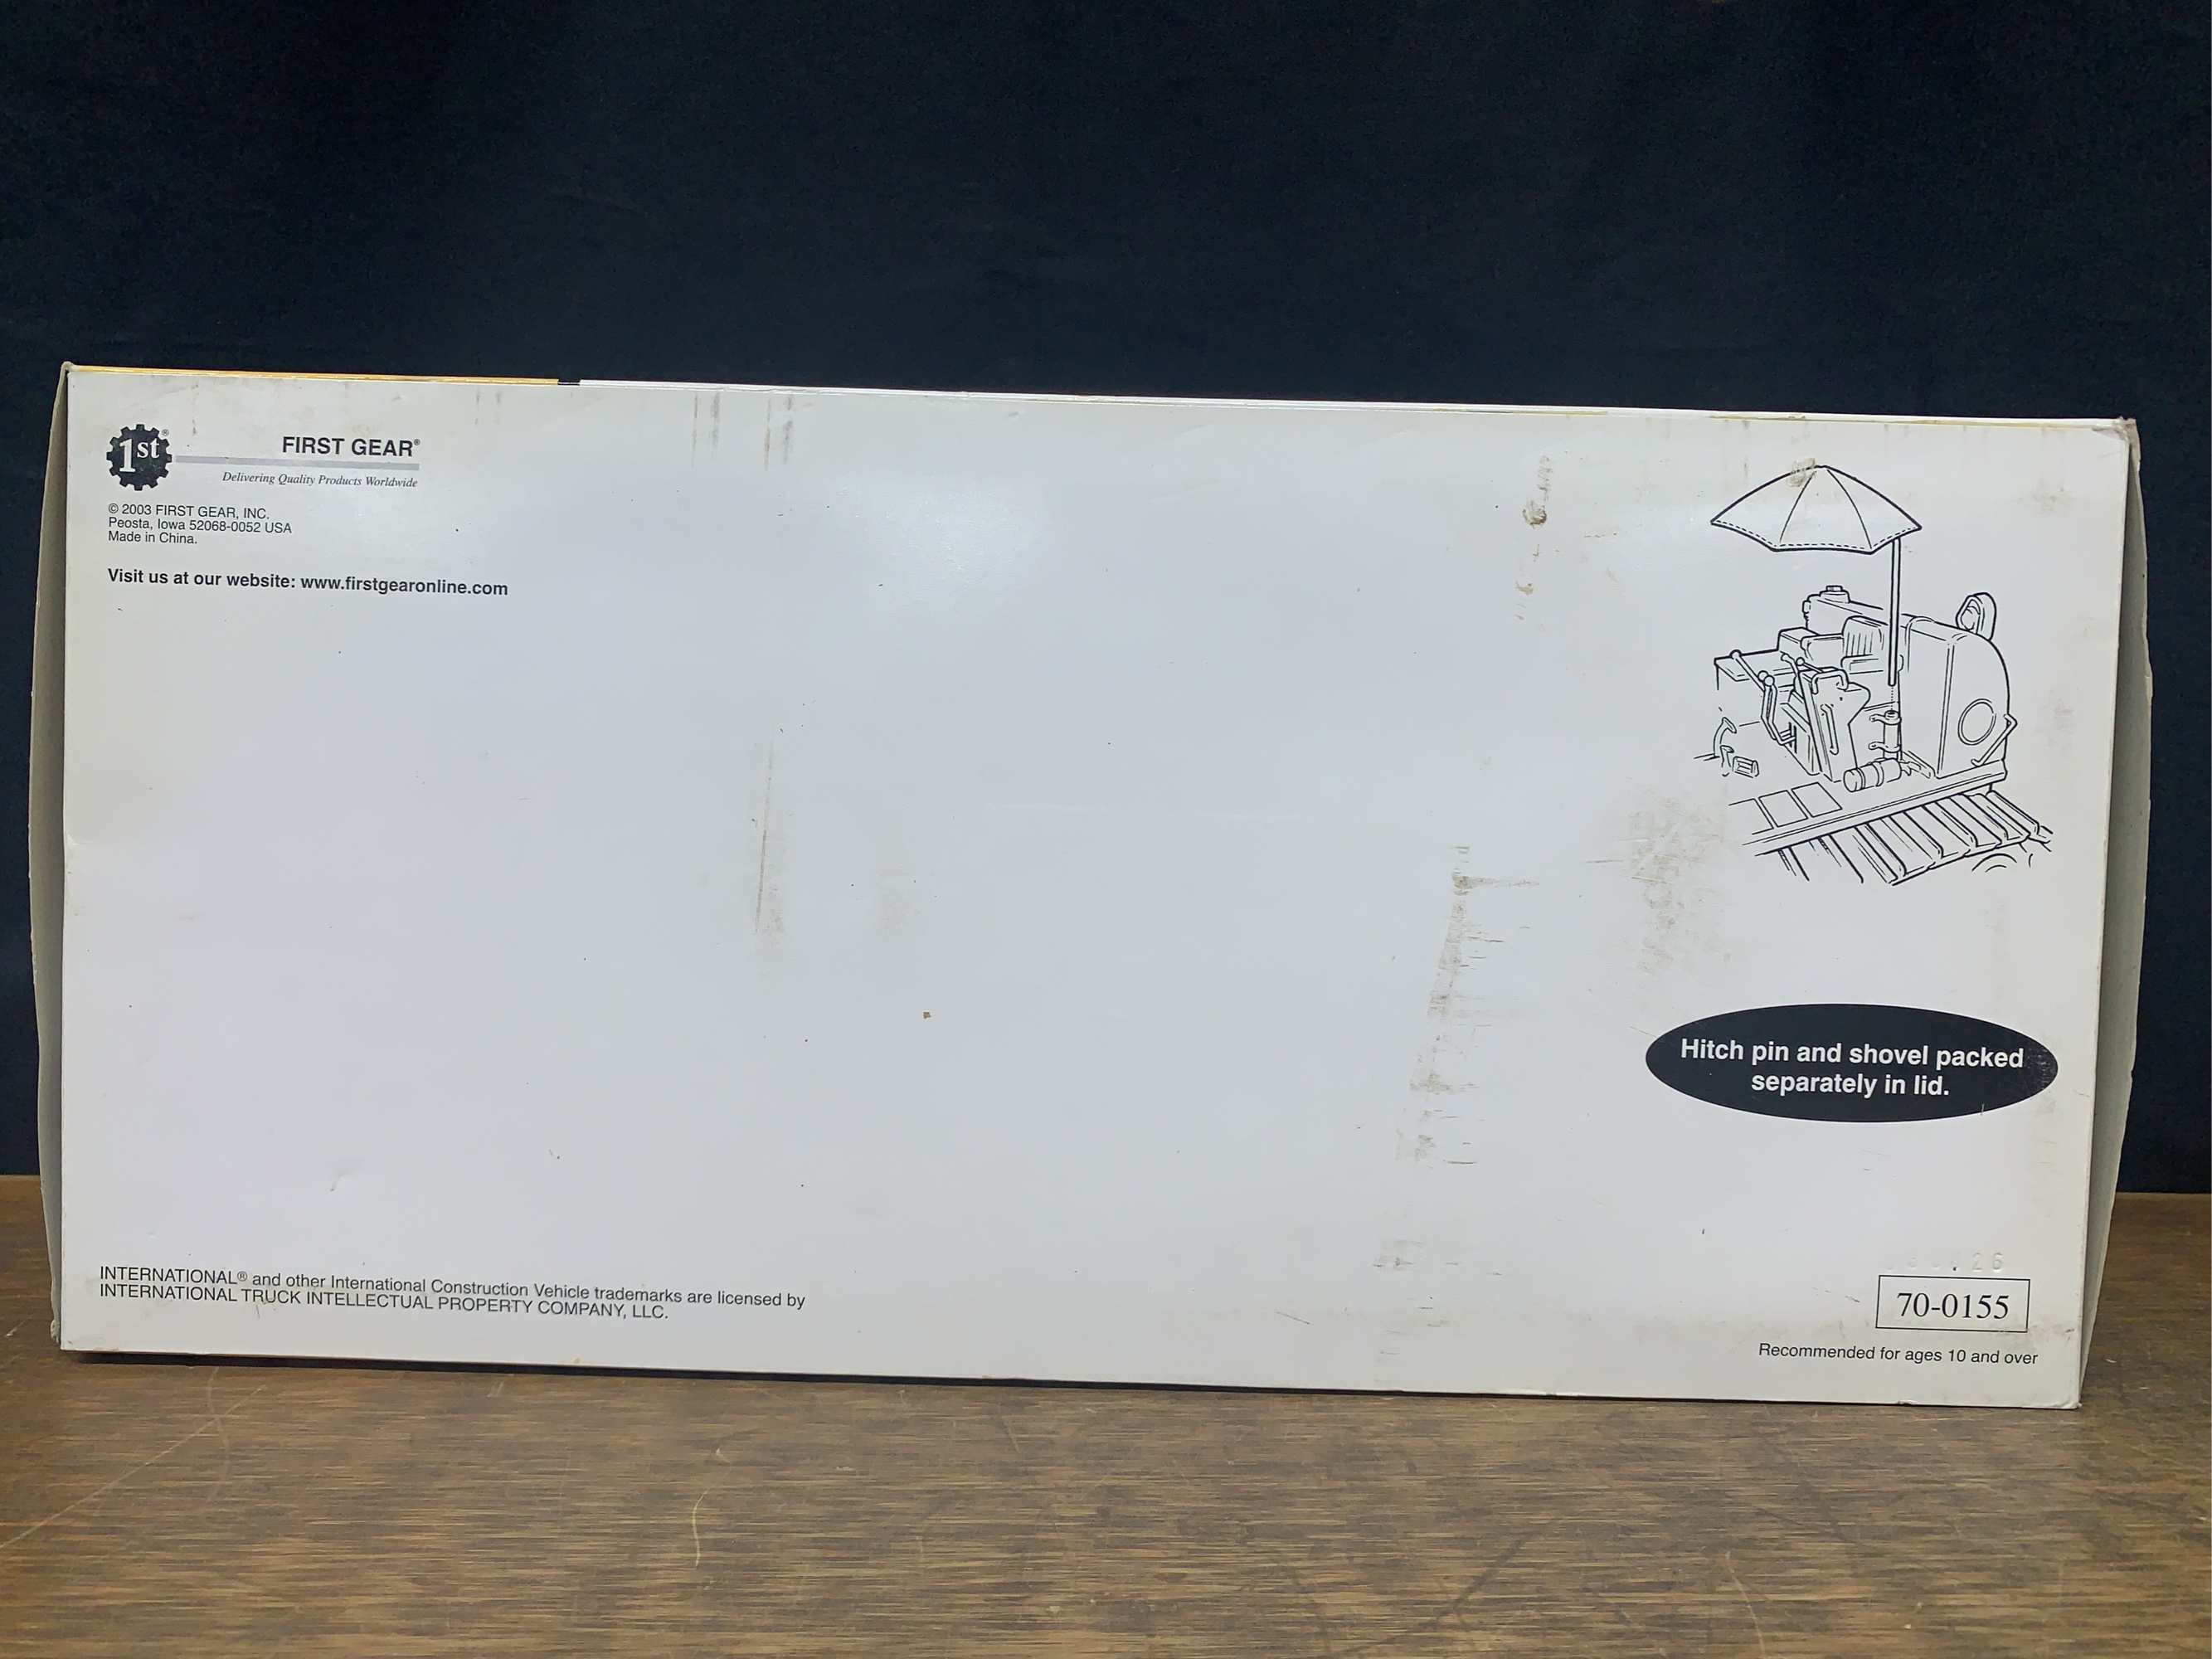 1st®
FIRST GEAR®
Delivering Quality Products Worldwide
© 2003 FIRST GEAR, INC.
Peosta, Iowa 52068-0052 USA
Made in China.
Visit us at our website: www.firstgearonline.com
Hitch pin and shovel packed
separately in lid.
INTERNATIONAL® and other International Construction Vehicle trademarks are licensed by
INTERNATIONAL TRUCK INTELLECTUAL PROPERTY COMPANY, LLC.
70-0155
Recommended for ages 10 and over